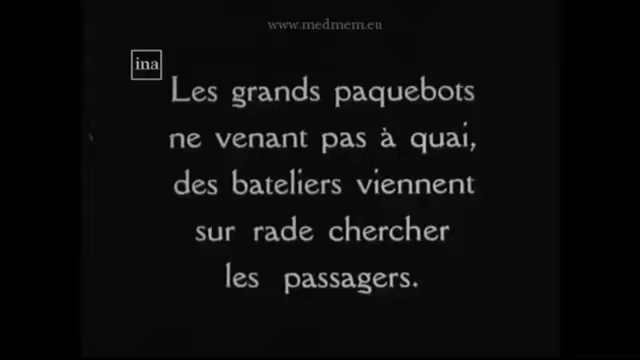 www.medmem.eu
ina
Les grands paquebots
ne venant pas à quai,
des bateliers viennent
sur rade chercher
les passagers.